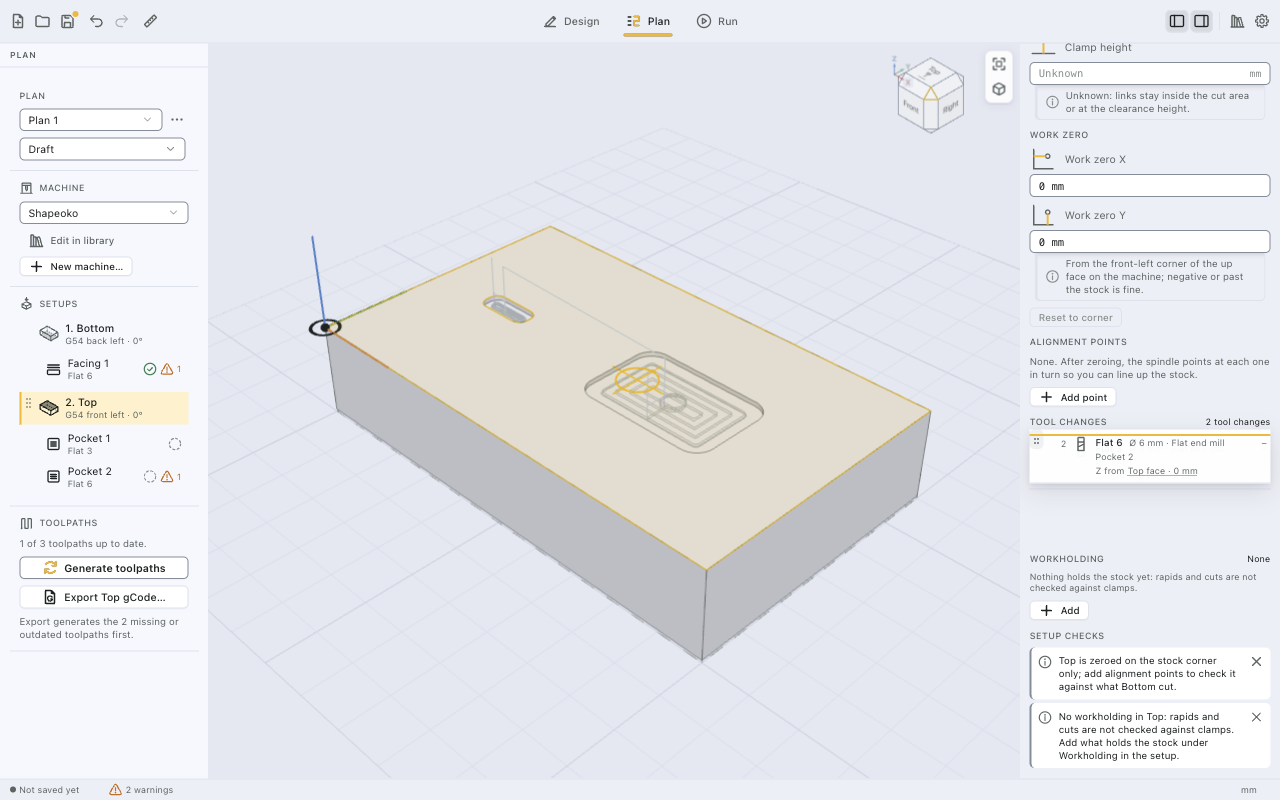 Design
Plan
Run
PLAN
PLAN
Plan 1
Draft
MACHINE
Shapeoko
Edit in library
New machine...
SETUPS
1. Bottom
G54 back left · 0°
Facing 1
Flat 6
1
2. Top
G54 front left · 0°
Pocket 1
Flat 3
Pocket 2
Flat 6
1
TOOLPATHS
1 of 3 toolpaths up to date.
Generate toolpaths
Export Top gCode...
Export generates the 2 missing or
outdated toolpaths first.
Z
Front
Right
Clamp height
Unknown mm
Unknown: links stay inside the cut area
or at the clearance height.
WORK ZERO
Work zero X
0 mm
Work zero Y
0 mm
From the front-left corner of the up
face on the machine; negative or past
the stock is fine.
Reset to corner
ALIGNMENT POINTS
None. After zeroing, the spindle points at each one
in turn so you can line up the stock.
Add point
TOOL CHANGES 2 tool changes
2 Flat 6 Ø 6 mm · Flat end mill –
Pocket 2
Z from Top face · 0 mm
WORKHOLDING None
Nothing holds the stock yet: rapids and cuts are not
checked against clamps.
Add
SETUP CHECKS
Top is zeroed on the stock corner
only; add alignment points to check it
against what Bottom cut.
No workholding in Top: rapids and
cuts are not checked against clamps.
Add what holds the stock under
Workholding in the setup.
Not saved yet
2 warnings
mm